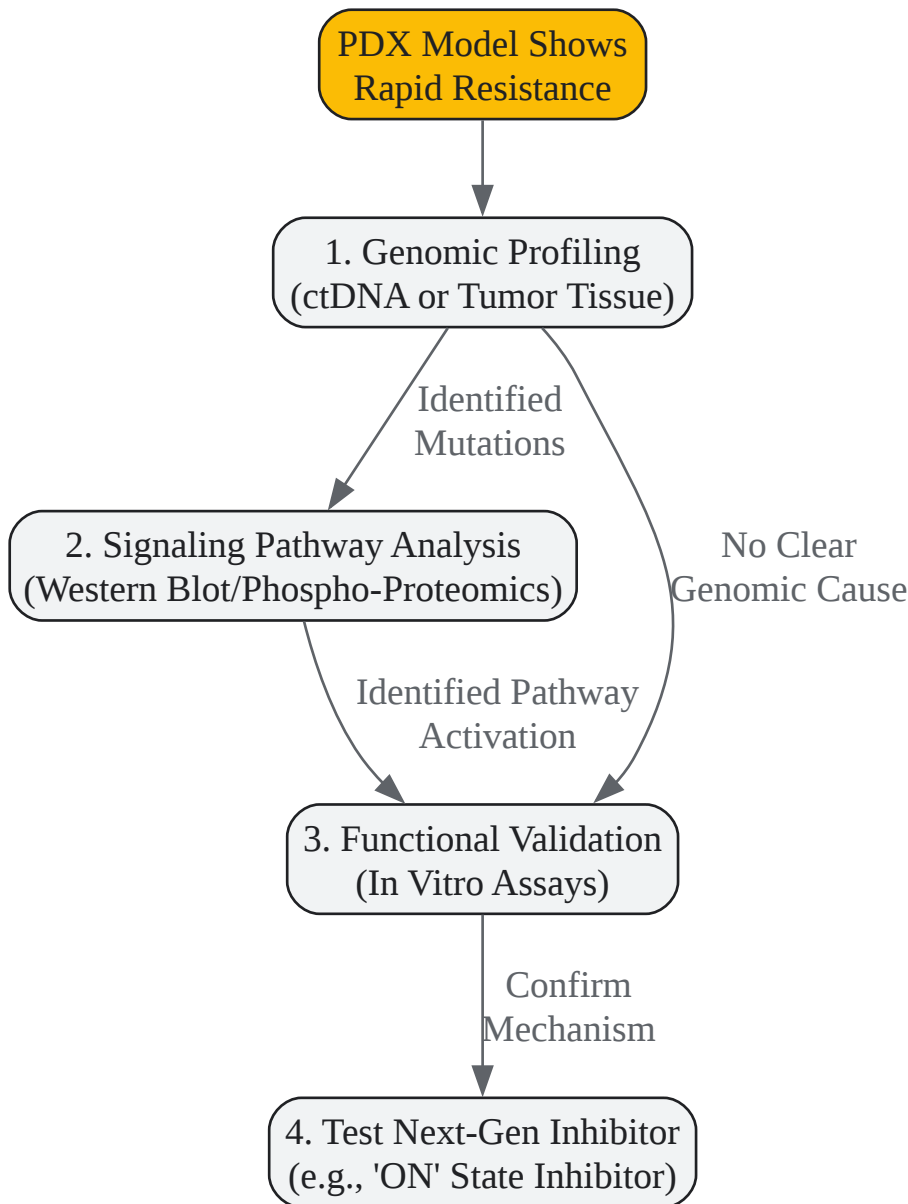 PDX Model Shows
Rapid Resistance
1. Genomic Profiling
(ctDNA or Tumor Tissue)
Identified
Mutations
2. Signaling Pathway Analysis
(Western Blot/Phospho-Proteomics)
No Clear
Genomic Cause
Identified Pathway
Activation
3. Functional Validation
(In Vitro Assays)
Confirm
Mechanism
4. Test Next-Gen Inhibitor
(e.g., 'ON' State Inhibitor)